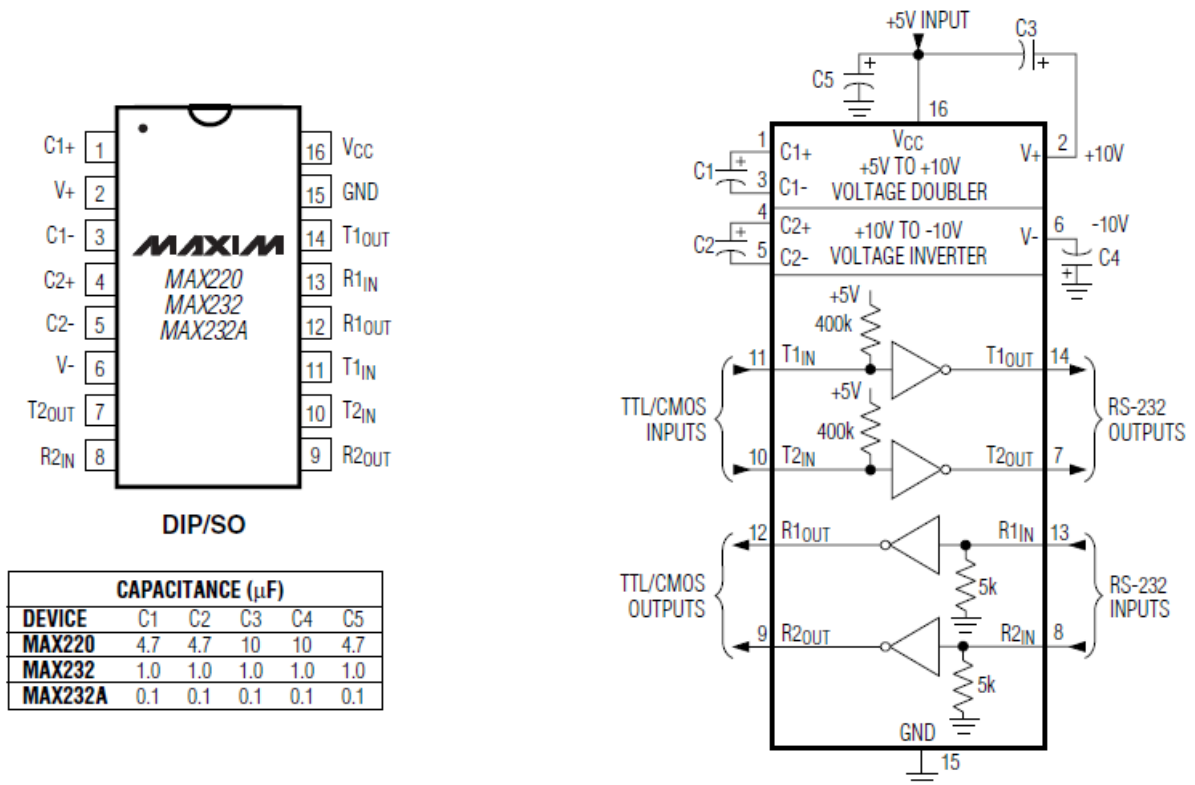 C1+ 1
V+ 2
C1- 3
C2+ 4
C2- 5
V- 6
T2OUT 7
R2IN 8
MAXIM
MAX220
MAX232
MAX232A
16 VCC
15 GND
14 T1OUT
13 R1IN
12 R1OUT
11 T1IN
10 T2IN
9 R2OUT
DIP/SO
CAPACITANCE (μF)
DEVICE C1 C2 C3 C4 C5
MAX220 4.7 4.7 10 10 4.7
MAX232 1.0 1.0 1.0 1.0 1.0
MAX232A 0.1 0.1 0.1 0.1 0.1
+5V INPUT
C3
+
C5
+
16
1
C1+
VCC
V+
2
+10V
C1
+
3
C1-
+5V TO +10V
VOLTAGE DOUBLER
4
C2+
C2
+
5
C2-
+10V TO -10V
VOLTAGE INVERTER
V-
6
-10V
C4
+
+5V
400k
11
T1IN
T1OUT
14
+5V
400k
TTL/CMOS
INPUTS
RS-232
OUTPUTS
10
T2IN
T2OUT
7
12
R1OUT
R1IN
13
5k
TTL/CMOS
OUTPUTS
RS-232
INPUTS
9
R2OUT
R2IN
8
5k
GND
15